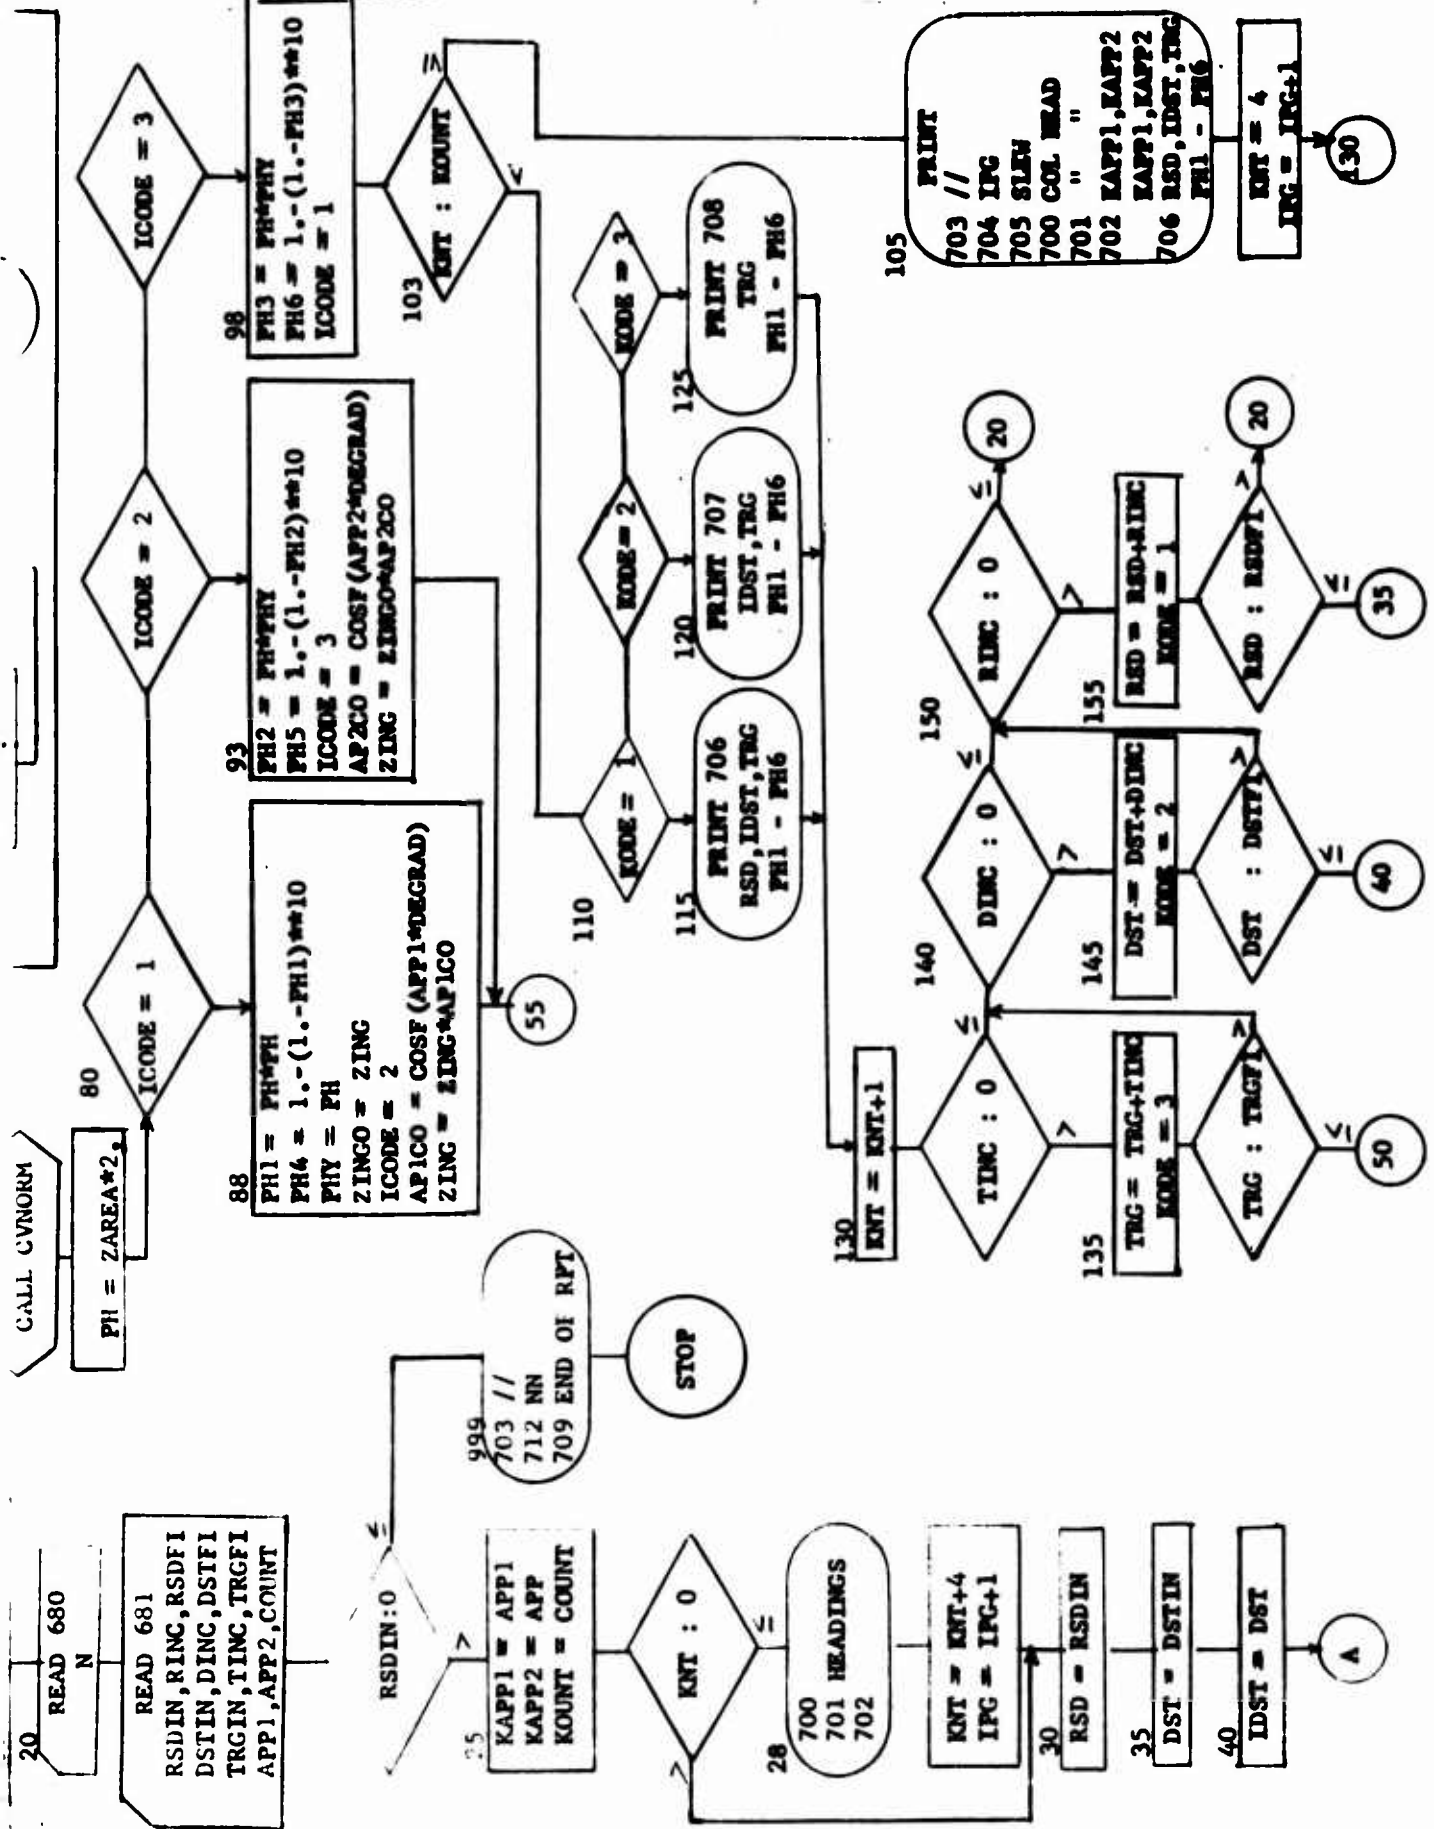 20
READ 680
N
READ 681
RSDIN,RINC,RSDFI
DSTIN,DINC,DSTFI
TRGIN,TINC,TRGFI
APP1,APP2,COUNT
RSDIN:0
≤
>
KAPP1 = APP1
KAPP2 = APP
KOUNT = COUNT
KNT : 0
>
≤
28
700
701 HEADINGS
702
KNT = KNT+4
IPG = IPG+1
30
RSD = RSDIN
35
DST = DSTIN
40
IDST = DST
A
999
703 //
712 NN
709 END OF RPT
STOP
CALL CVNORM
PH = ZAREA*2,
80
ICODE = 1
ICODE = 2
ICODE = 3
88
PH1 = PH*PH
PH4 = 1.-(1.-PH1)**10
PHY = PH
ZINGO = ZING
ICODE = 2
AP1CO = COSF(APP1*DEGRAD)
ZING = ZING*AP1CO
55
93
PH2 = PH*PHY
PH5 = 1.-(1.-PH2)**10
ICODE = 3
AP2CO = COSF(APP2*DEGRAD)
ZING = ZINGO*AP2CO
98
PH3 = PH*PHY
PH6 = 1.-(1.-PH3)**10
ICODE = 1
103
KNT : KOUNT
≥
<
110
KODE = 1
KODE = 2
KODE = 3
115
PRINT 706
RSD,IDST,TRG
PH1 - PH6
120
PRINT 707
IDST,TRG
PH1 - PH6
125
PRINT 708
TRG
PH1 - PH6
105
PRINT
703 //
704 IPG
705 SLEW
700 COL HEAD
701 " "
702 KAPP1,KAPP2
KAPP1,KAPP2
706 RSD,IDST,TRG
PH1 - PH6
KNT = 4
IPG = IPG+1
130
130
KNT = KNT+1
TINC : 0
≤
>
135
TRG = TRG+TINC
KODE = 3
TRG : TRGFI
>
≤
50
140
DINC : 0
≤
>
145
DST = DST+DINC
KODE = 2
DST : DSTFI
>
≤
40
150
RINC : 0
≤
20
>
155
RSD = RSD+RINC
KODE = 1
RSD : RSDFI
>
20
≤
35